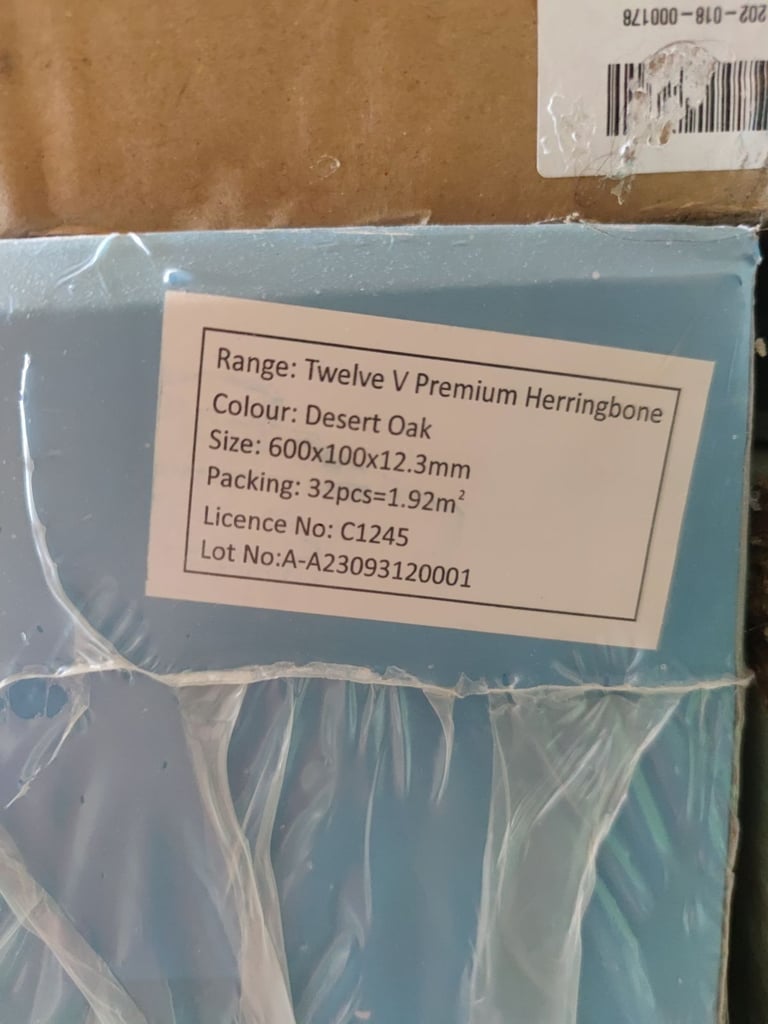 202-018-000178
Range: Twelve V Premium Herringbone
Colour: Desert Oak
Size: 600x100x12.3mm
Packing: 32pcs=1.92m²
Licence No: C1245
Lot No:A-A23093120001